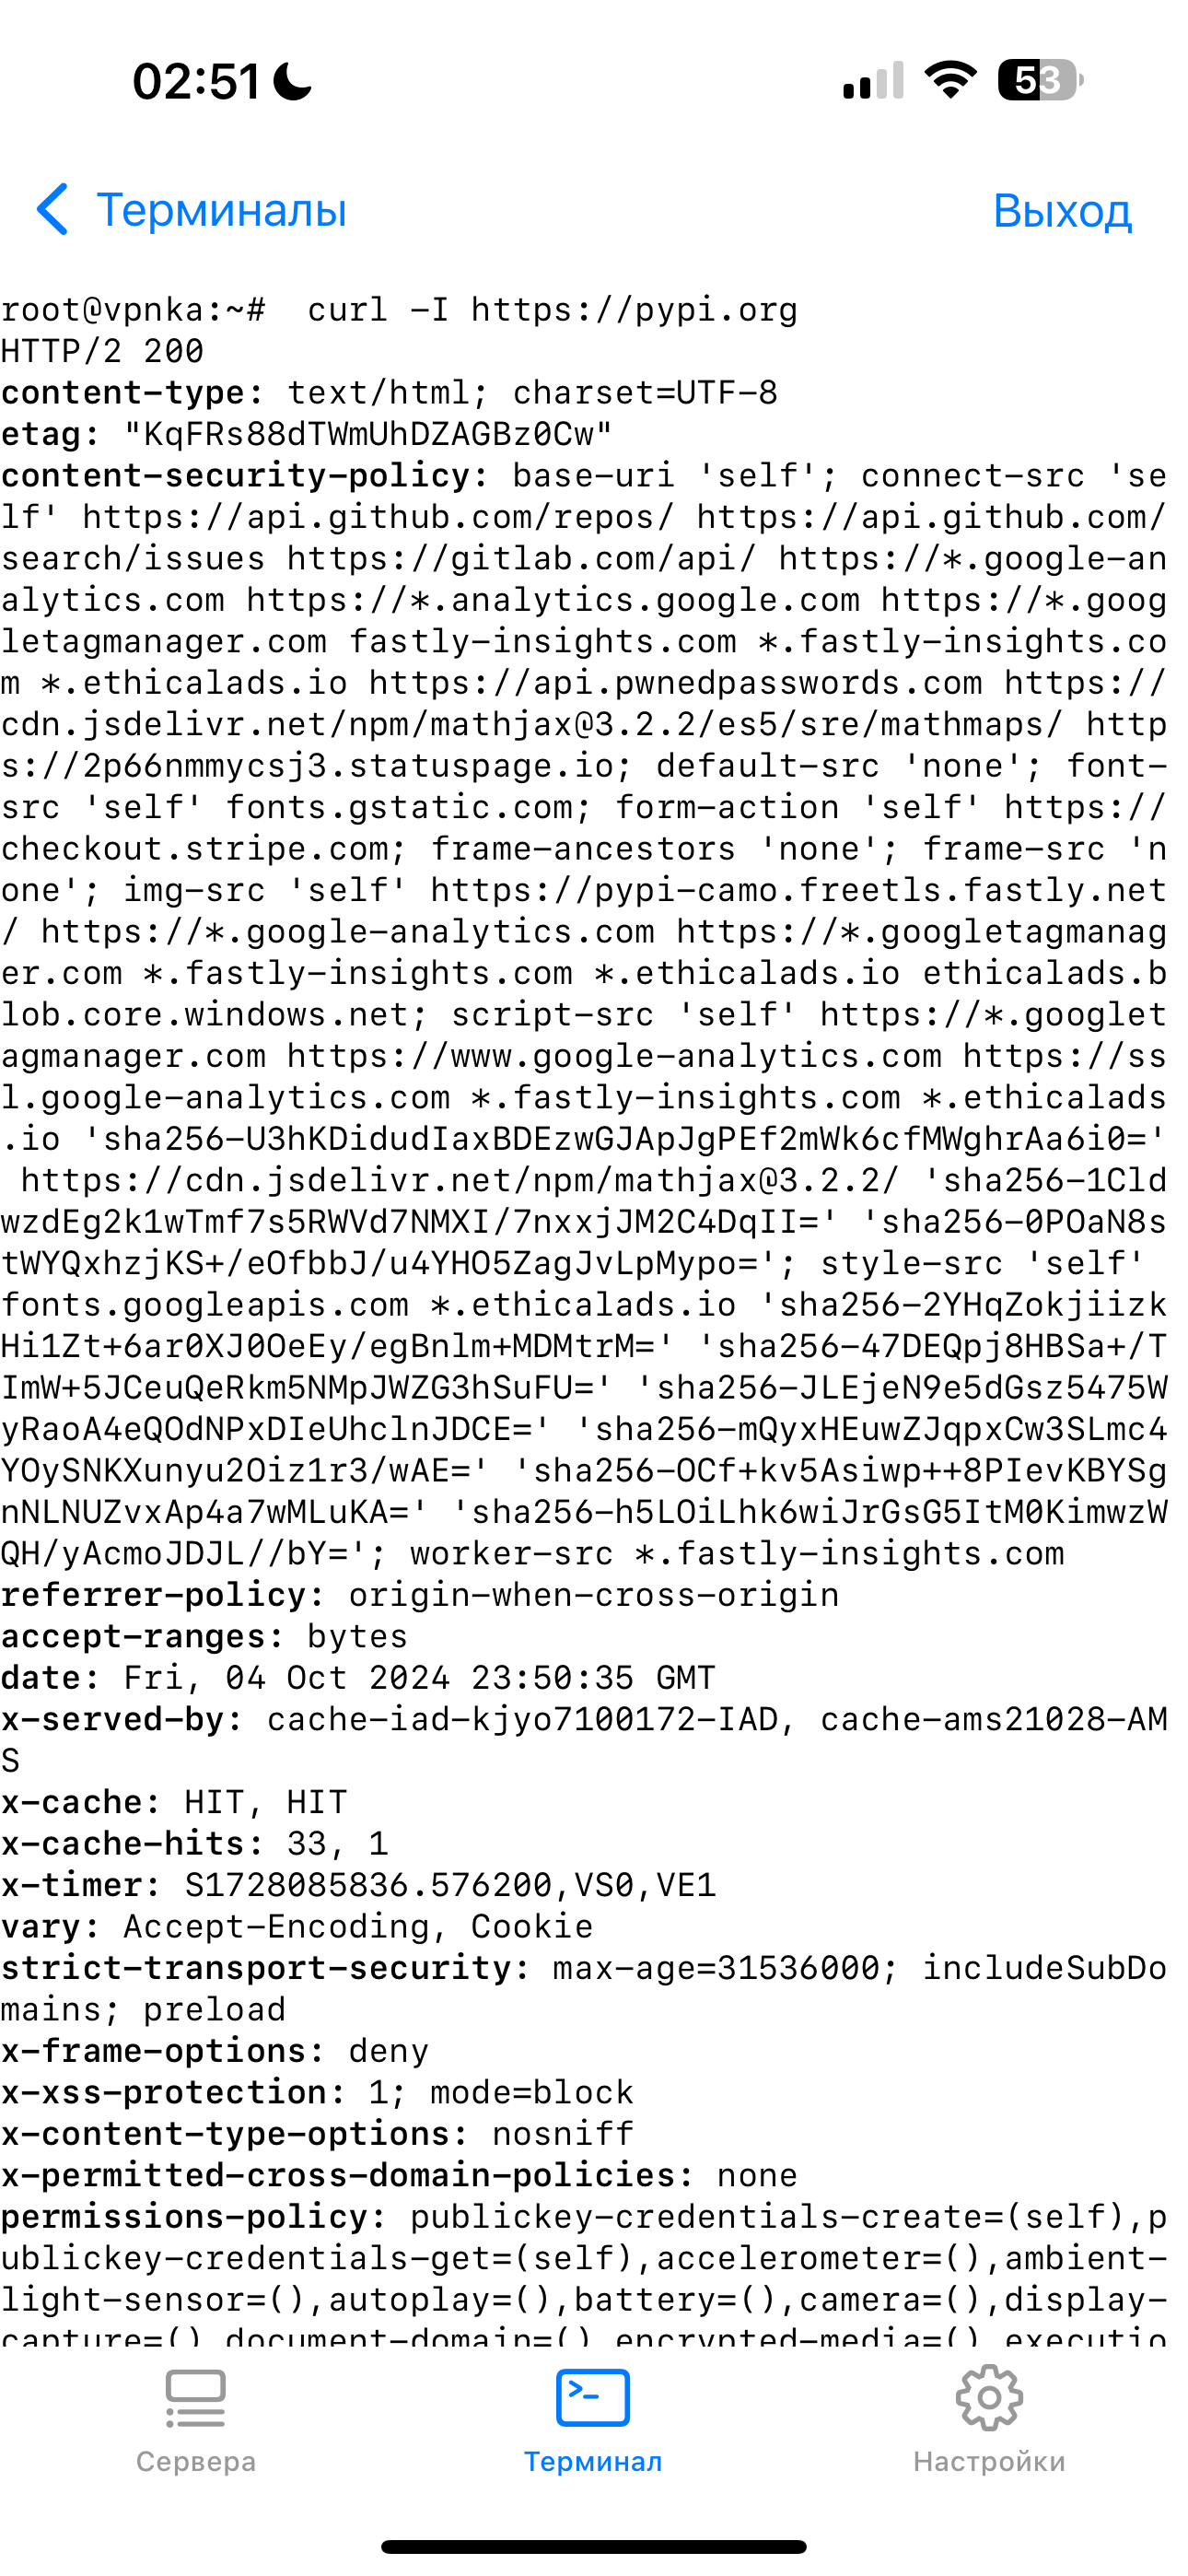 02:51
53
Терминалы
Выход
root@vpnka:~#  curl -I https://pypi.org
HTTP/2 200
content-type: text/html; charset=UTF-8
etag: "KqFRs88dTWmUhDZAGBz0Cw"
content-security-policy: base-uri 'self'; connect-src 'se
lf' https://api.github.com/repos/ https://api.github.com/
search/issues https://gitlab.com/api/ https://*.google-an
alytics.com https://*.analytics.google.com https://*.goog
letagmanager.com fastly-insights.com *.fastly-insights.co
m *.ethicalads.io https://api.pwnedpasswords.com https://
cdn.jsdelivr.net/npm/mathjax@3.2.2/es5/sre/mathmaps/ http
s://2p66nmmycsj3.statuspage.io; default-src 'none'; font-
src 'self' fonts.gstatic.com; form-action 'self' https://
checkout.stripe.com; frame-ancestors 'none'; frame-src 'n
one'; img-src 'self' https://pypi-camo.freetls.fastly.net
/ https://*.google-analytics.com https://*.googletagmanag
er.com *.fastly-insights.com *.ethicalads.io ethicalads.b
lob.core.windows.net; script-src 'self' https://*.googlet
agmanager.com https://www.google-analytics.com https://ss
l.google-analytics.com *.fastly-insights.com *.ethicalads
.io 'sha256-U3hKDidudIaxBDEzwGJApJgPEf2mWk6cfMWghrAa6i0='
 https://cdn.jsdelivr.net/npm/mathjax@3.2.2/ 'sha256-1Cld
wzdEg2k1wTmf7s5RWVd7NMXI/7nxxjJM2C4DqII=' 'sha256-0POaN8s
tWYQxhzjKS+/eOfbbJ/u4YHO5ZagJvLpMypo='; style-src 'self'
fonts.googleapis.com *.ethicalads.io 'sha256-2YHqZokjiizk
Hi1Zt+6ar0XJ0OeEy/egBnlm+MDMtrM=' 'sha256-47DEQpj8HBSa+/T
ImW+5JCeuQeRkm5NMpJWZG3hSuFU=' 'sha256-JLEjeN9e5dGsz5475W
yRaoA4eQOdNPxDIeUhclnJDCE=' 'sha256-mQyxHEuwZJqpxCw3SLmc4
YOySNKXunyu2Oiz1r3/wAE=' 'sha256-OCf+kv5Asiwp++8PIevKBYSg
nNLNUZvxAp4a7wMLuKA=' 'sha256-h5LOiLhk6wiJrGsG5ItM0KimwzW
QH/yAcmoJDJL//bY='; worker-src *.fastly-insights.com
referrer-policy: origin-when-cross-origin
accept-ranges: bytes
date: Fri, 04 Oct 2024 23:50:35 GMT
x-served-by: cache-iad-kjyo7100172-IAD, cache-ams21028-AM
S
x-cache: HIT, HIT
x-cache-hits: 33, 1
x-timer: S1728085836.576200,VS0,VE1
vary: Accept-Encoding, Cookie
strict-transport-security: max-age=31536000; includeSubDo
mains; preload
x-frame-options: deny
x-xss-protection: 1; mode=block
x-content-type-options: nosniff
x-permitted-cross-domain-policies: none
permissions-policy: publickey-credentials-create=(self),p
ublickey-credentials-get=(self),accelerometer=(),ambient-
light-sensor=(),autoplay=(),battery=(),camera=(),display-
capture=(),document-domain=(),encrypted-media=(),executio
Сервера
Терминал
Настройки